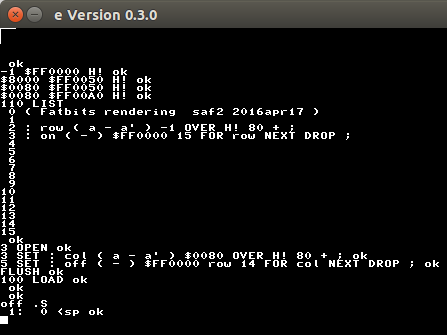 e Version 0.3.0
ok
-1 $FF0000 H! ok
$8000 $FF0050 H! ok
$0080 $FF0050 H! ok
$0080 $FF00A0 H! ok
110 LIST
0 ( Fatbits rendering  saf2 2016apr17 )
1
2 : row ( a - a' ) -1 OVER H! 80 + ;
3 : on ( - ) $FF0000 15 FOR row NEXT DROP ;
4
5
6
7
8
9
10
11
12
13
14
15
ok
3 OPEN ok
3 SET : col ( a - a' ) $0080 OVER H! 80 + ; ok
5 SET : off ( - ) $FF0000 row 14 FOR col NEXT DROP ; ok
FLUSH ok
100 LOAD ok
ok
ok
off .S
1:  0 <sp ok